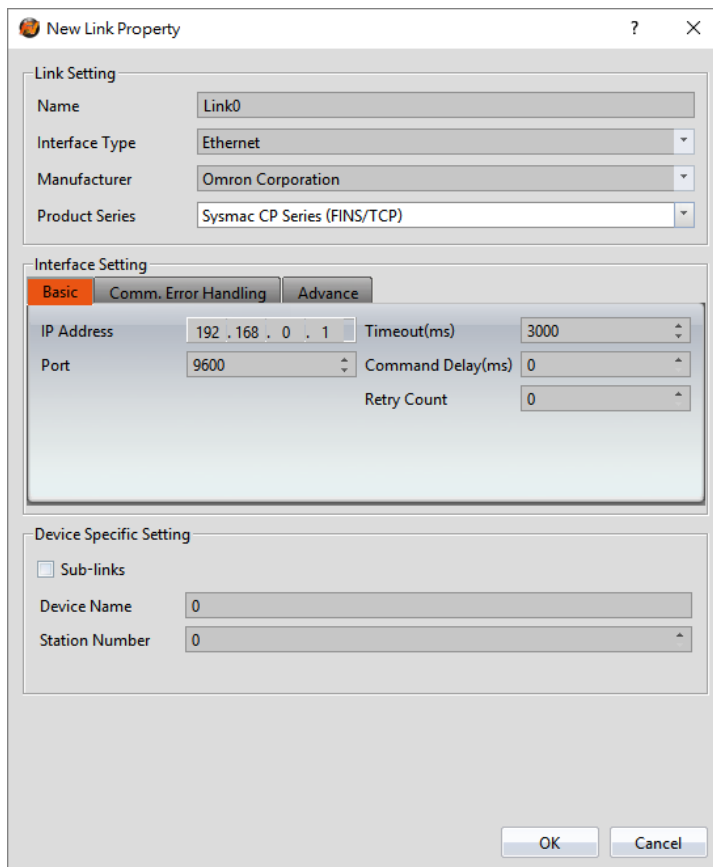 New Link Property ?
Link Setting
Name Link0
Interface Type Ethernet
Manufacturer Omron Corporation
Product Series Sysmac CP Series (FINS/TCP)
Interface Setting
Basic Comm. Error Handling Advance
IP Address 192 . 168 . 0 . 1 Timeout(ms) 3000
Port 9600 Command Delay(ms) 0
Retry Count 0
Device Specific Setting
Sub-links
Device Name 0
Station Number 0
OK Cancel